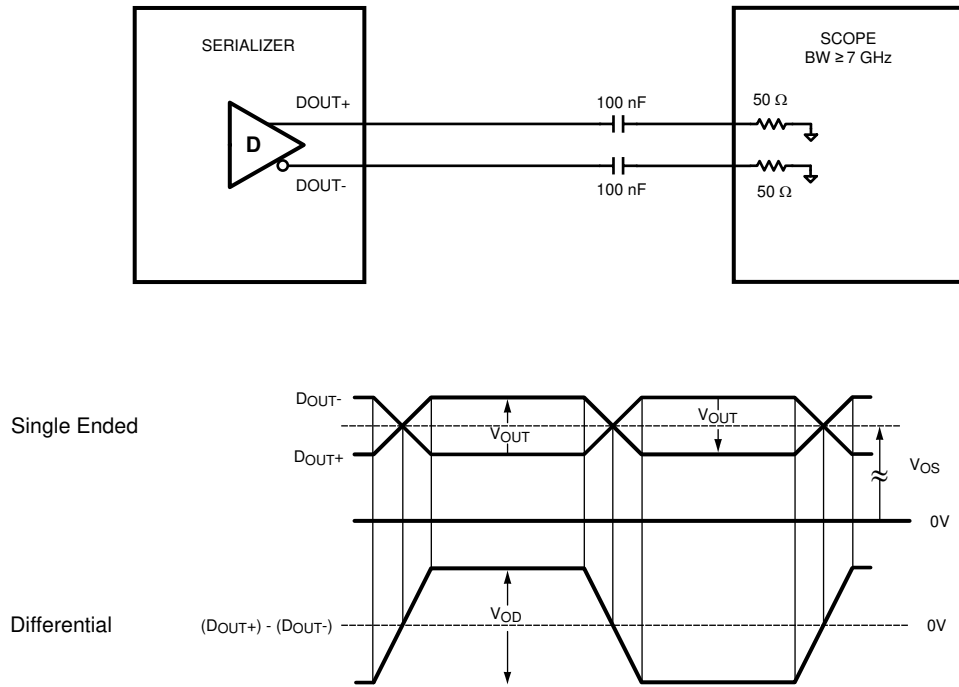 SERIALIZER
SCOPE
BW ≥ 7 GHz
DOUT+
100 nF
50 Ω
D
DOUT-
100 nF
50 Ω
DOUT-
Single Ended
VOUT
VOUT
DOUT+
VOS
≈
0V
VOD
Differential
(DOUT+) - (DOUT-)
0V